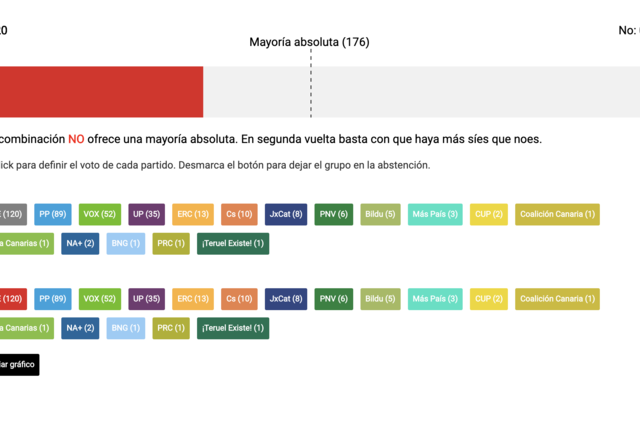 20
No:
Mayoría absoluta (176)
combinación NO ofrece una mayoría absoluta. En segunda vuelta basta con que haya más síes que noes.
lick para definir el voto de cada partido. Desmarca el botón para dejar el grupo en la abstención.
E (120) PP (89) VOX (52) UP (35) ERC (13) Cs (10) JxCat (8) PNV (6) Bildu (5) Más País (3) CUP (2) Coalición Canaria (1)
a Canarias (1) NA+ (2) BNG (1) PRC (1) ¡Teruel Existe! (1)
E (120) PP (89) VOX (52) UP (35) ERC (13) Cs (10) JxCat (8) PNV (6) Bildu (5) Más País (3) CUP (2) Coalición Canaria (1)
a Canarias (1) NA+ (2) BNG (1) PRC (1) ¡Teruel Existe! (1)
iar gráfico